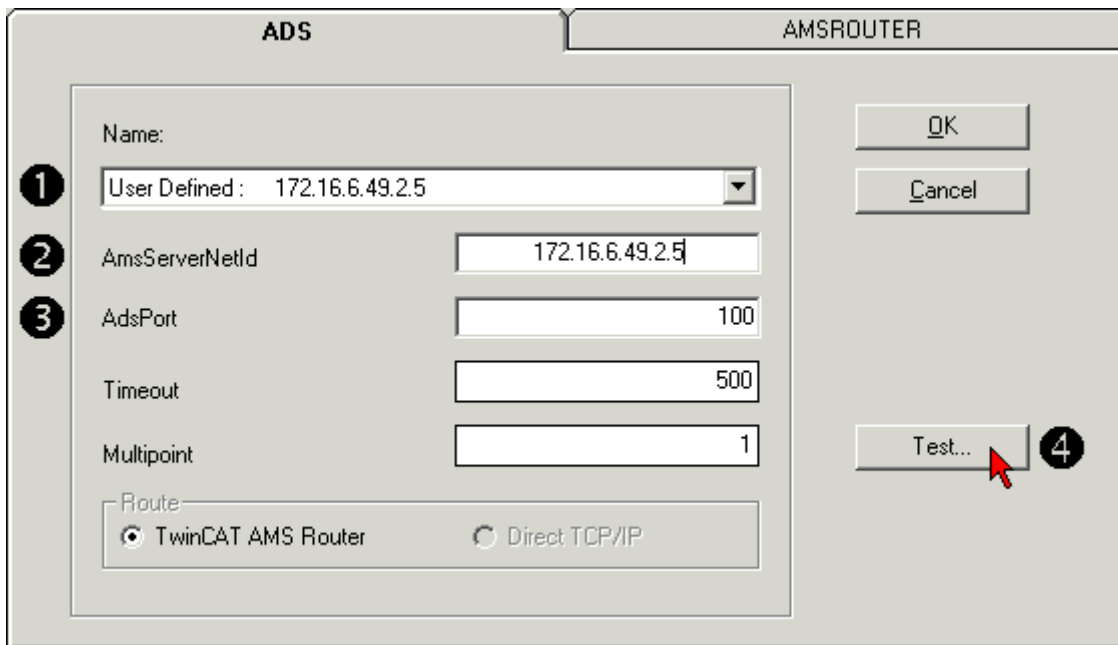 ADS
AMSROUTER
Name:
OK
1
User Defined : 172.16.6.49.2.5
Cancel
2
AmsServerNetId
172.16.6.49.2.5
3
AdsPort
100
Timeout
500
Multipoint
1
Test...
4
Route
TwinCAT AMS Router
Direct TCP/IP